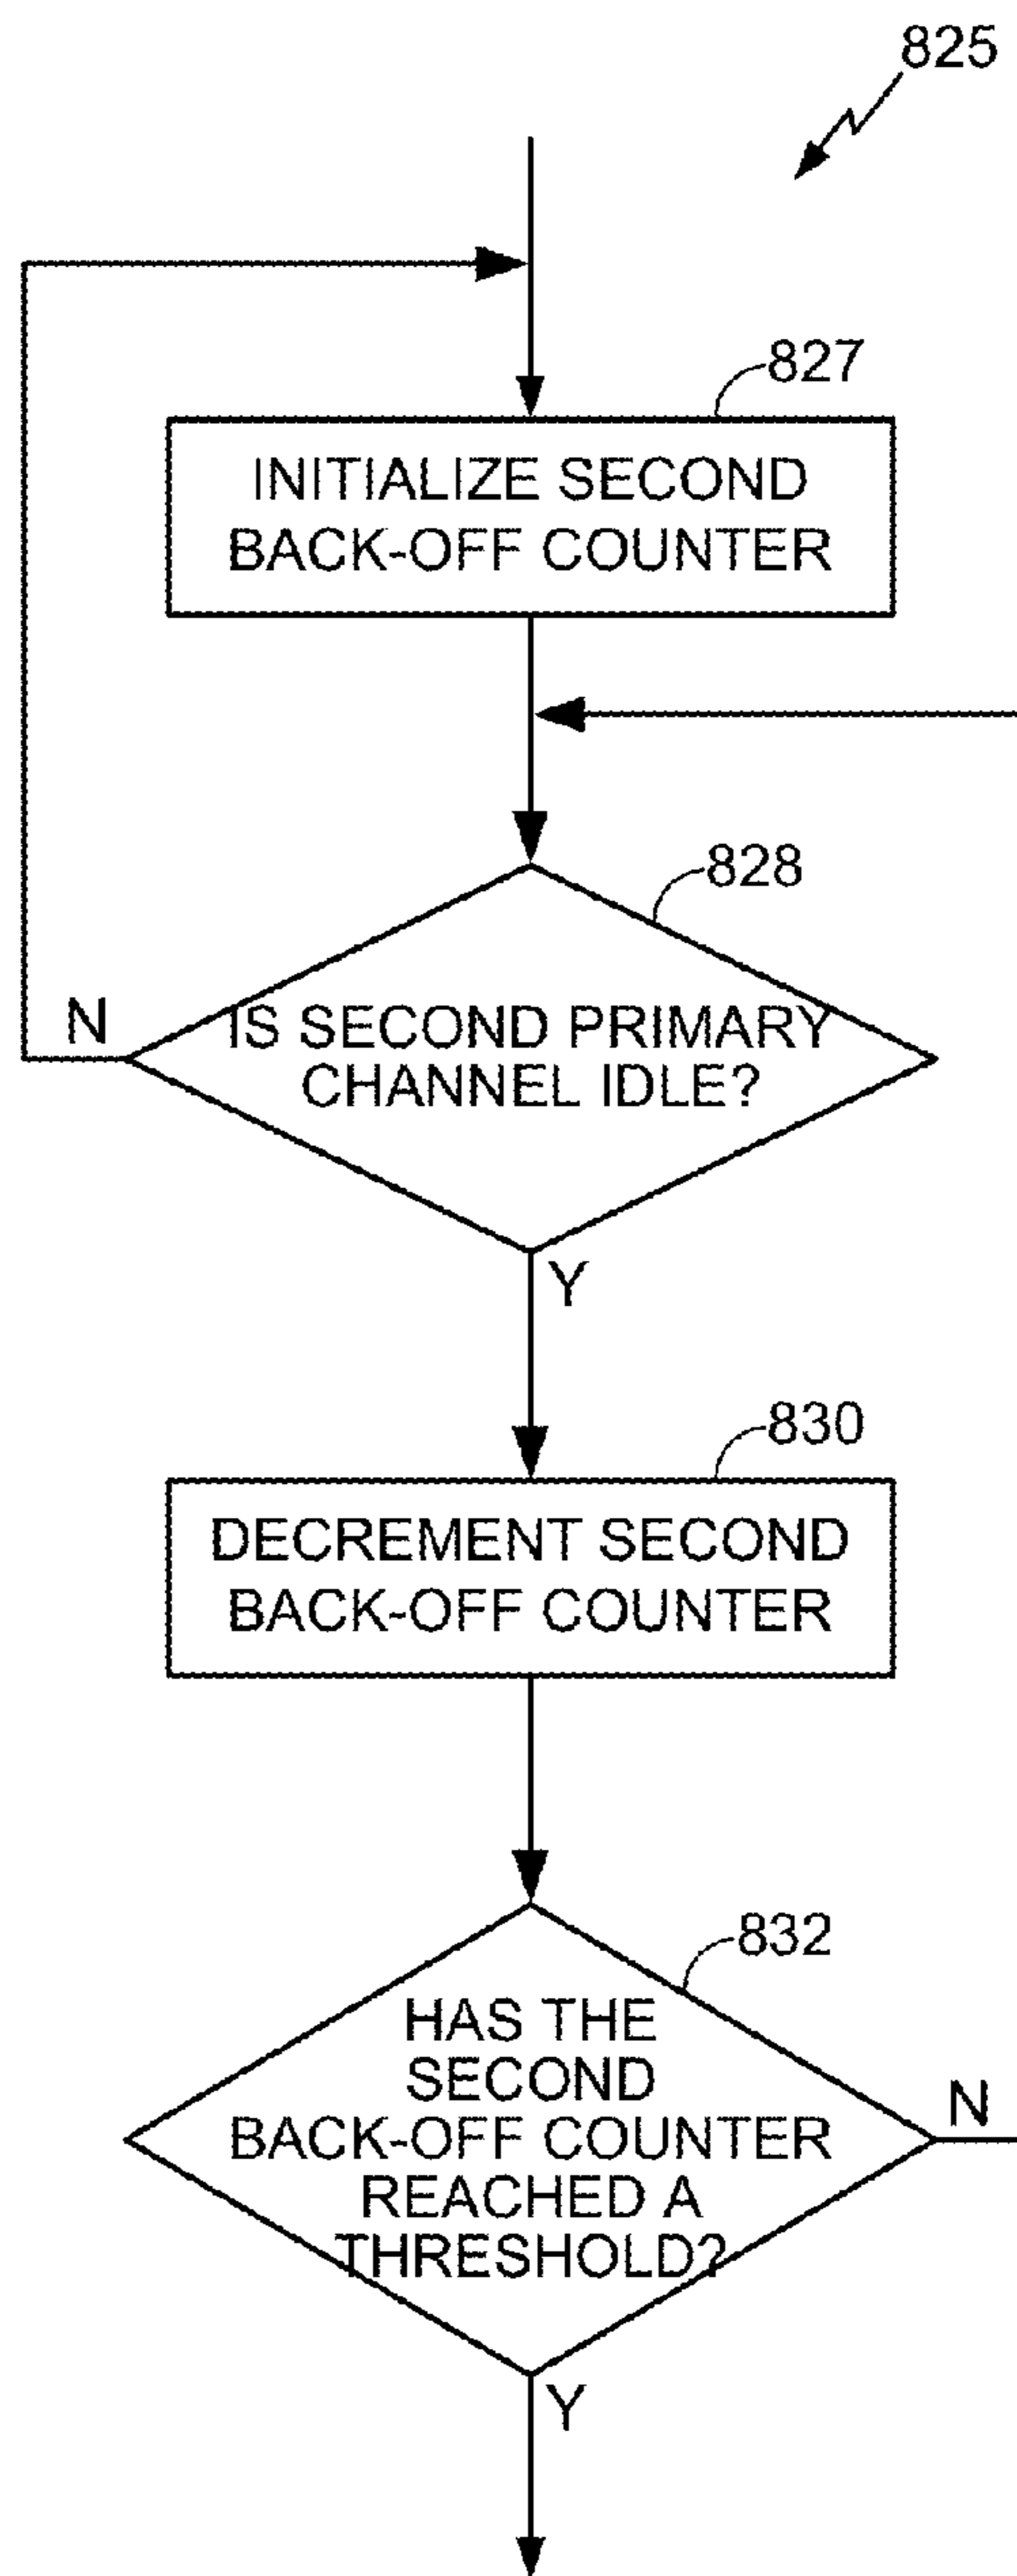 825
827
INITIALIZE SECOND
BACK-OFF COUNTER
828
N
IS SECOND PRIMARY
CHANNEL IDLE?
Y
830
DECREMENT SECOND
BACK-OFF COUNTER
832
HAS THE
SECOND
BACK-OFF COUNTER
REACHED A
THRESHOLD?
N
Y